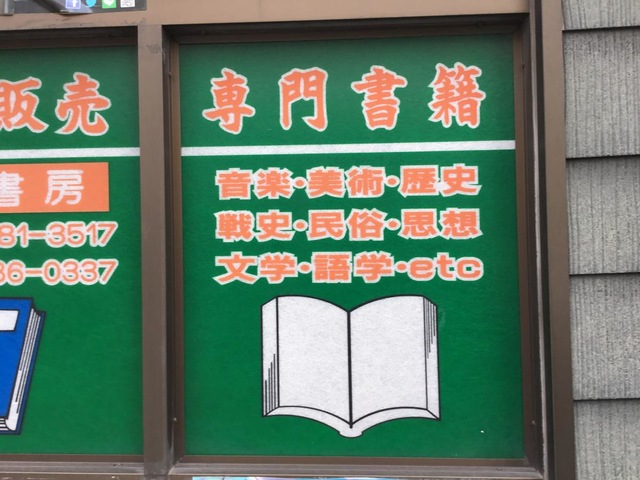 販売
書房
81-3517
36-0337
専門書籍
音楽・美術・歴史
戦史・民俗・思想
文学・語学・etc